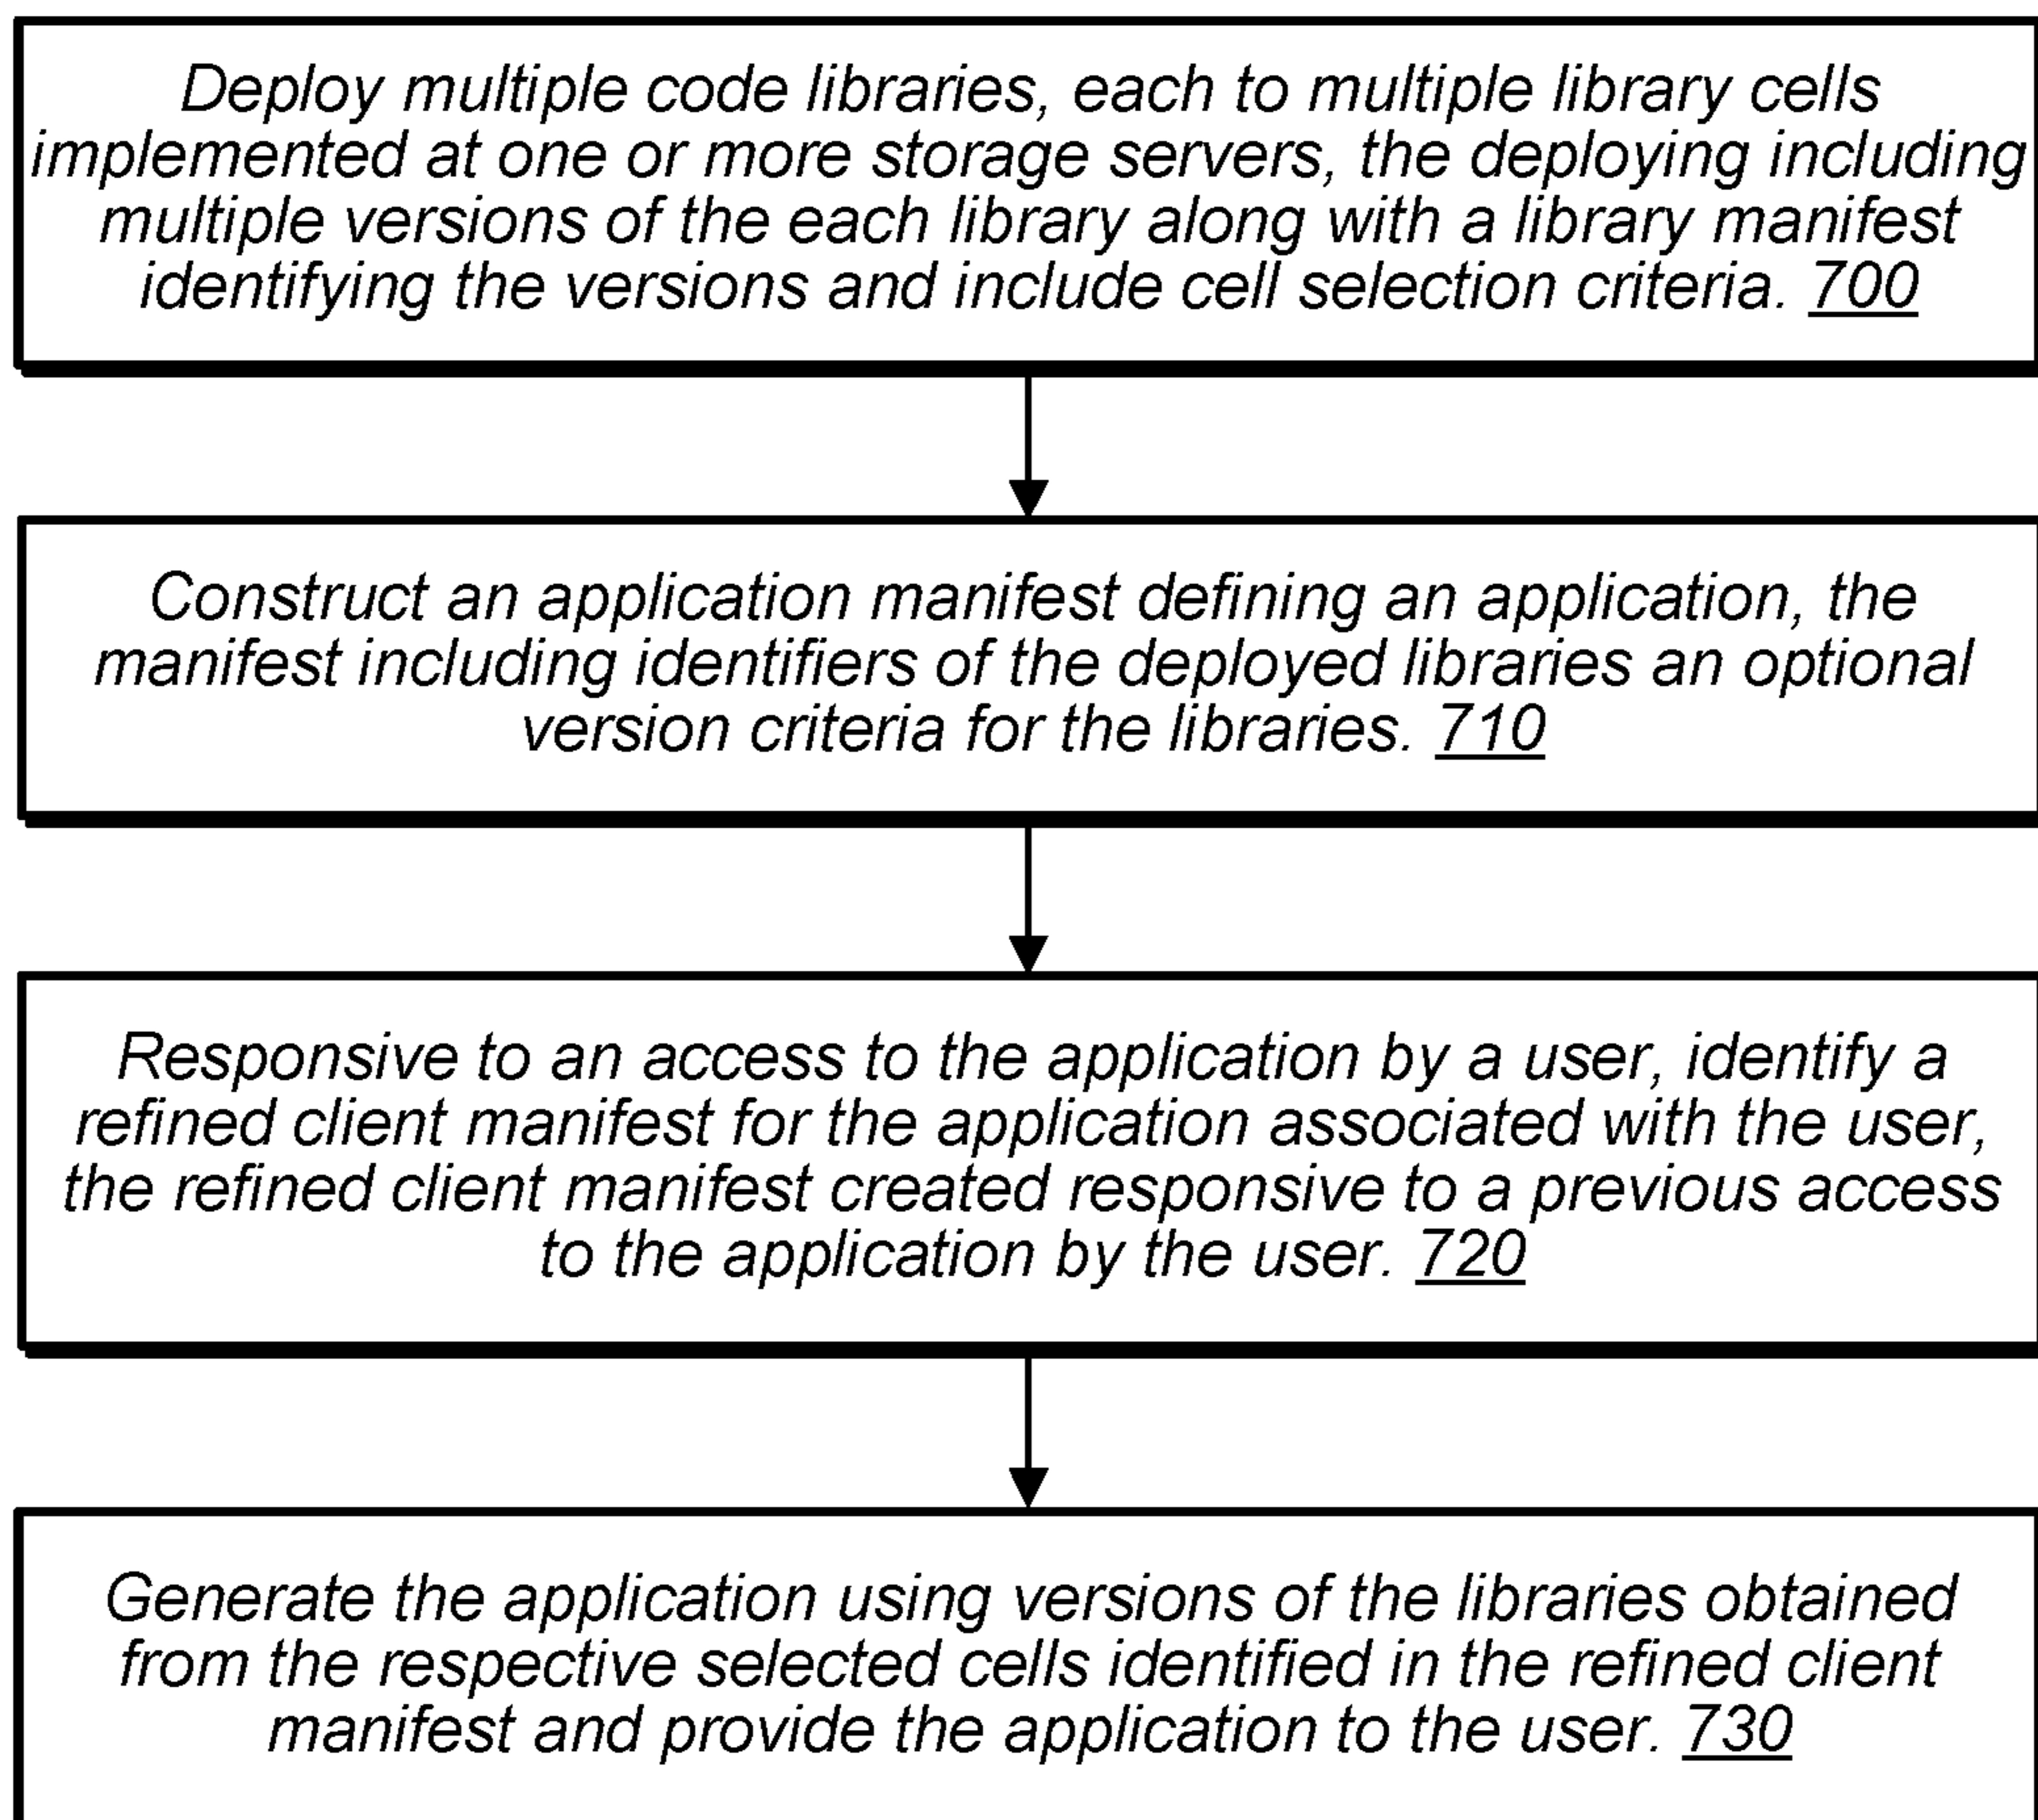 Deploy multiple code libraries, each to multiple library cells
implemented at one or more storage servers, the deploying including
multiple versions of the each library along with a library manifest
identifying the versions and include cell selection criteria. 700
Construct an application manifest defining an application, the
manifest including identifiers of the deployed libraries an optional
version criteria for the libraries. 710
Responsive to an access to the application by a user, identify a
refined client manifest for the application associated with the user,
the refined client manifest created responsive to a previous access
to the application by the user. 720
Generate the application using versions of the libraries obtained
from the respective selected cells identified in the refined client
manifest and provide the application to the user. 730